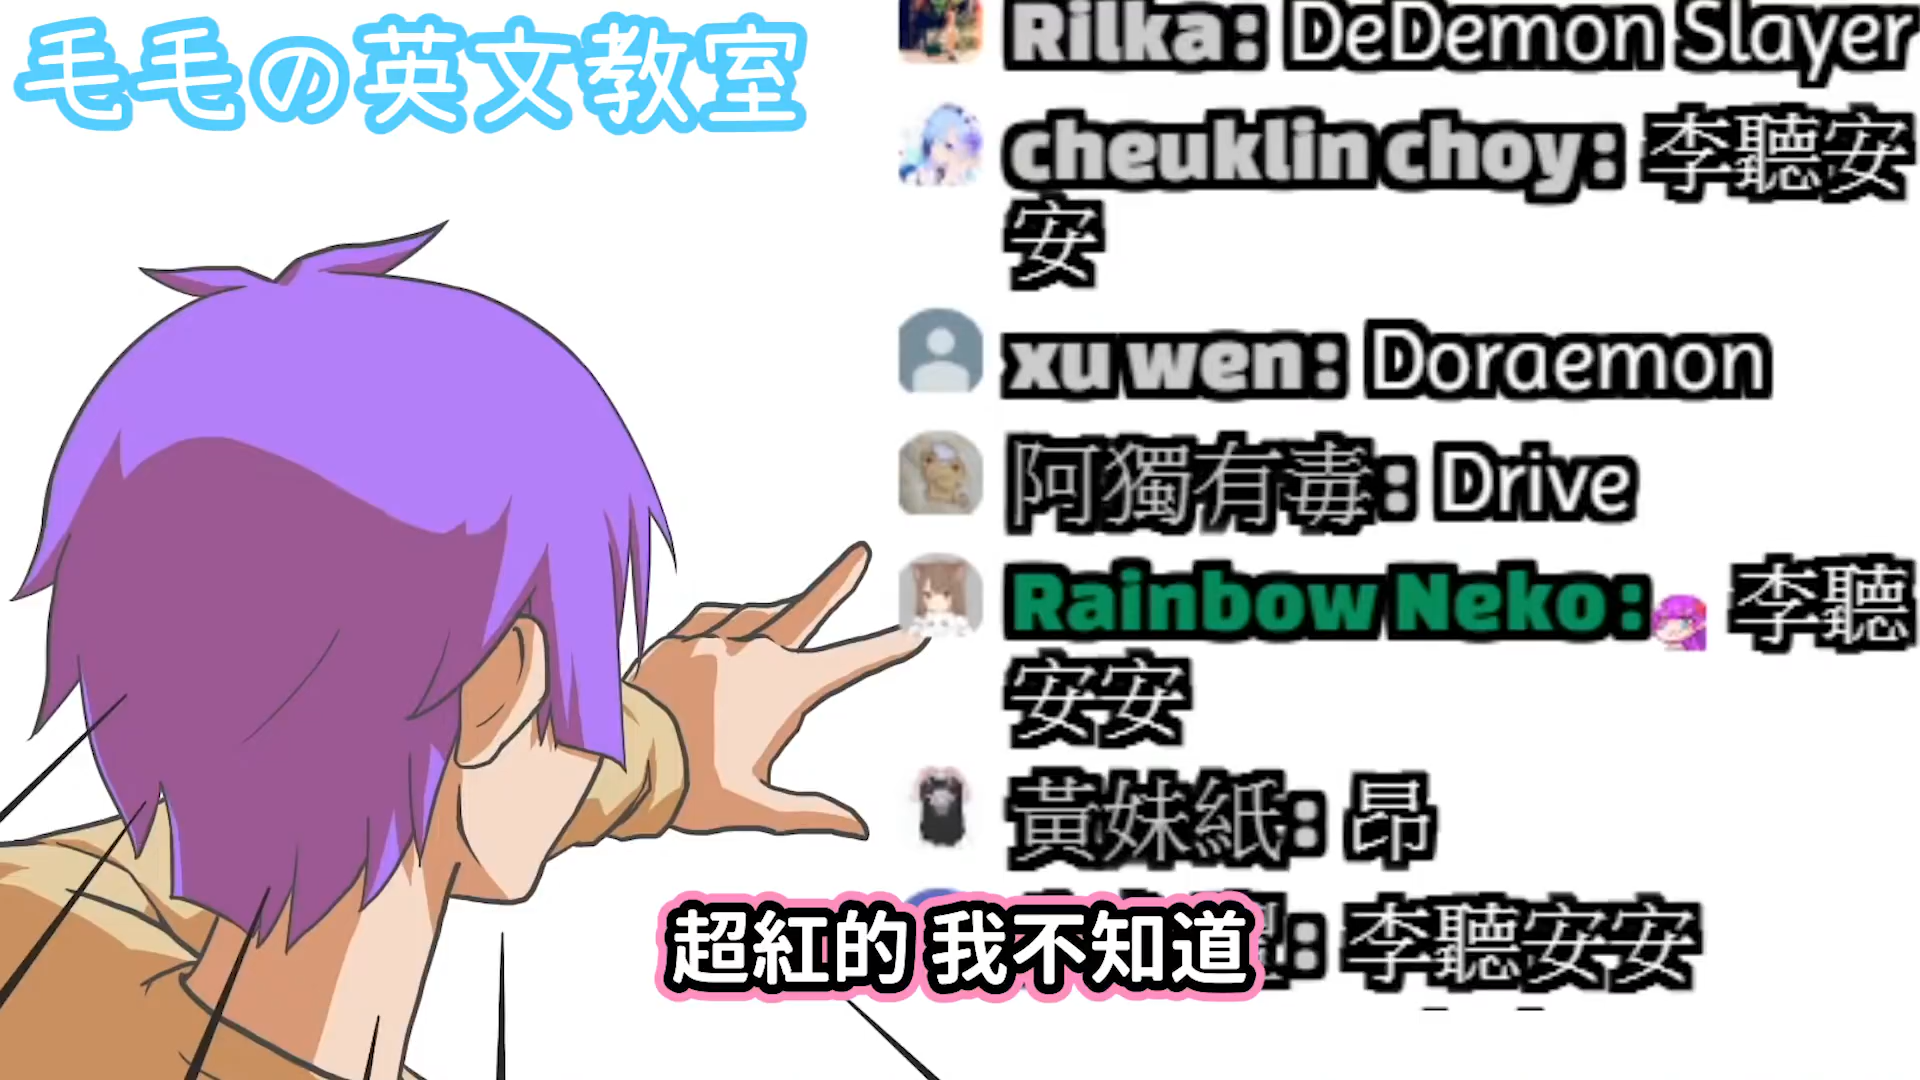 毛毛の英文教室
Rilka: DeDemon Slayer
cheuklin choy: 李聽安
安
xu wen: Doraemon
阿獨有毒: Drive
Rainbow Neko: 李聽
安安
黃妹紙: 昂
李聽安安
超紅的 我不知道